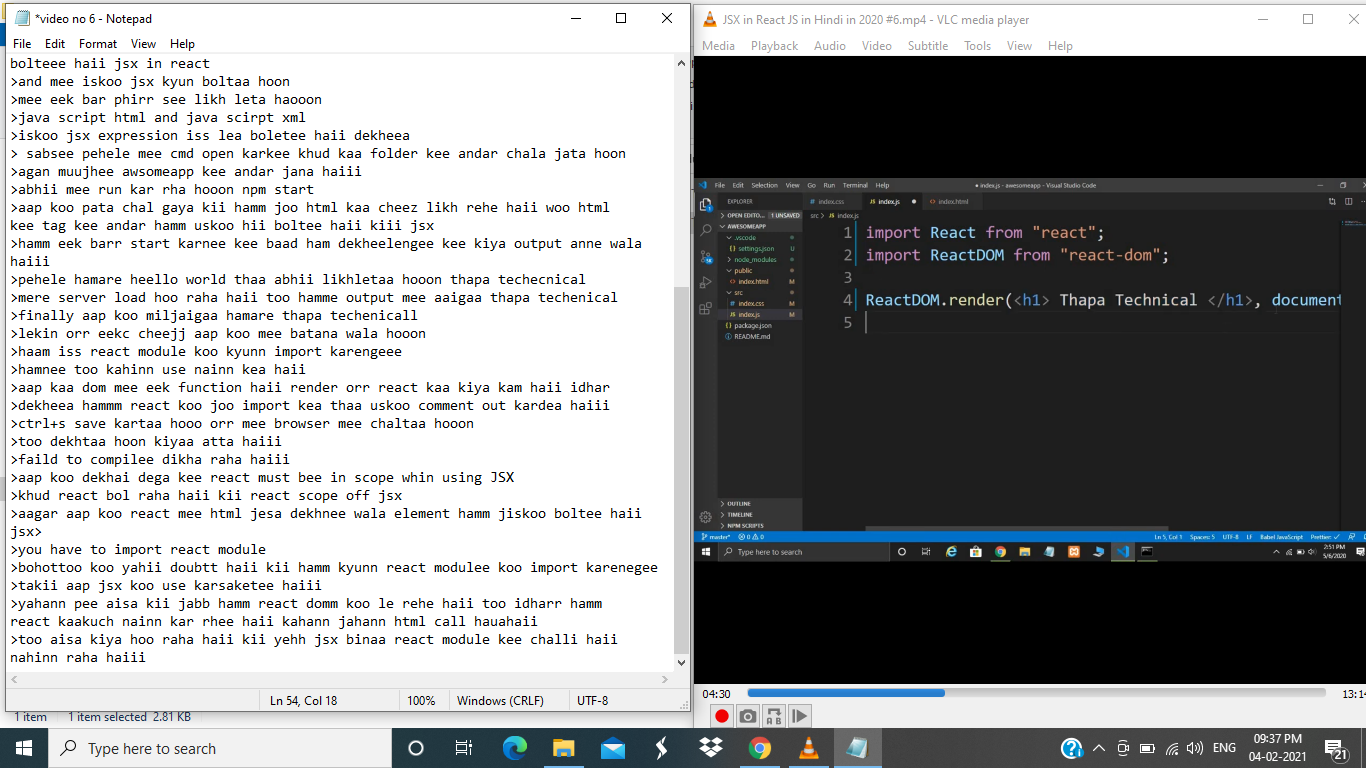 *video no 6 - Notepad
File Edit Format View Help
bolteee haii jsx in react
>and mee iskoo jsx kyun boltaa hoon
>mee eek bar phirr see likh leta haooon
>java script html and java scirpt xml
>iskoo jsx expression iss lea boletee haii dekheea
> sabsee pehele mee cmd open karkee khud kaa folder kee andar chala jata hoon
>agan muujhee awsomeapp kee andar jana haiii
>abhii mee run kar rha hooon npm start
>aap koo pata chal gaya kii hamm joo html kaa cheez likh rehe haii woo html
kee tag kee andar hamm uskoo hii boltee haii kiii jsx
>hamm eek barr start karnee kee baad ham dekheelengee kee kiya output anne wala
haiii
>pehele hamare heello world thaa abhii likhletaa hooon thapa techecnical
>mere server load hoo raha haii too hamme output mee aaigaa thapa techenical
>finally aap koo miljaigaa hamare thapa techenicall
>lekin orr eekc cheejj aap koo mee batana wala hooon
>haam iss react module koo kyunn import karengeee
>hamnee too kahinn use nainn kea haii
>aap kaa dom mee eek function haii render orr react kaa kiya kam haii idhar
>dekheea hammm react koo joo import kea thaa uskoo comment out kardea haiii
>ctrl+s save kartaa hooo orr mee browser mee chaltaa hooon
>too dekhtaa hoon kiyaa atta haiii
>faild to compilee dikha raha haiii
>aap koo dekhai dega kee react must bee in scope whin using JSX
>khud react bol raha haii kii react scope off jsx
>aagar aap koo react mee html jesa dekhnee wala element hamm jiskoo boltee haii
jsx>
>you have to import react module
>bohottoo koo yahii doubtt haii kii hamm kyunn react modulee koo import karenegee
>takii aap jsx koo use karsaketee haiii
>yahann pee aisa kii jabb hamm react domm koo le rehe haii too idharr hamm
react kaakuch nainn kar rhee haii kahann jahann html call hauahaii
>too aisa kiya hoo raha haii kii yehh jsx binaa react module kee challi haii
nahinn raha haiii
Ln 54, Col 18 100% Windows (CRLF) UTF-8
1 item 1 item selected 2.81 KB
JSX in React JS in Hindi in 2020 #6.mp4 - VLC media player
Media Playback Audio Video Subtitle Tools View Help
File Edit Selection View Go Run Terminal Help
● index.js - awesomeapp - Visual Studio Code
EXPLORER
OPEN EDITO... 1 UNSAVED
AWESOMEAPP
.vscode
settings.json U
node_modules
public
index.html M
src
index.css M
index.js M
package.json
README.md
OUTLINE
TIMELINE
NPM SCRIPTS
index.css index.js index.html
src > index.js
1 import React from "react";
2 import ReactDOM from "react-dom";
3
4 ReactDOM.render(<h1> Thapa Technical </h1>, document
5
master* 0 0 Ln 5, Col 1 Spaces: 5 UTF-8 LF Babel JavaScript Prettier: ✓
Type here to search
2:51 PM
5/6/2020
04:30 13:14
A B
Type here to search
ENG
09:37 PM
04-02-2021
21